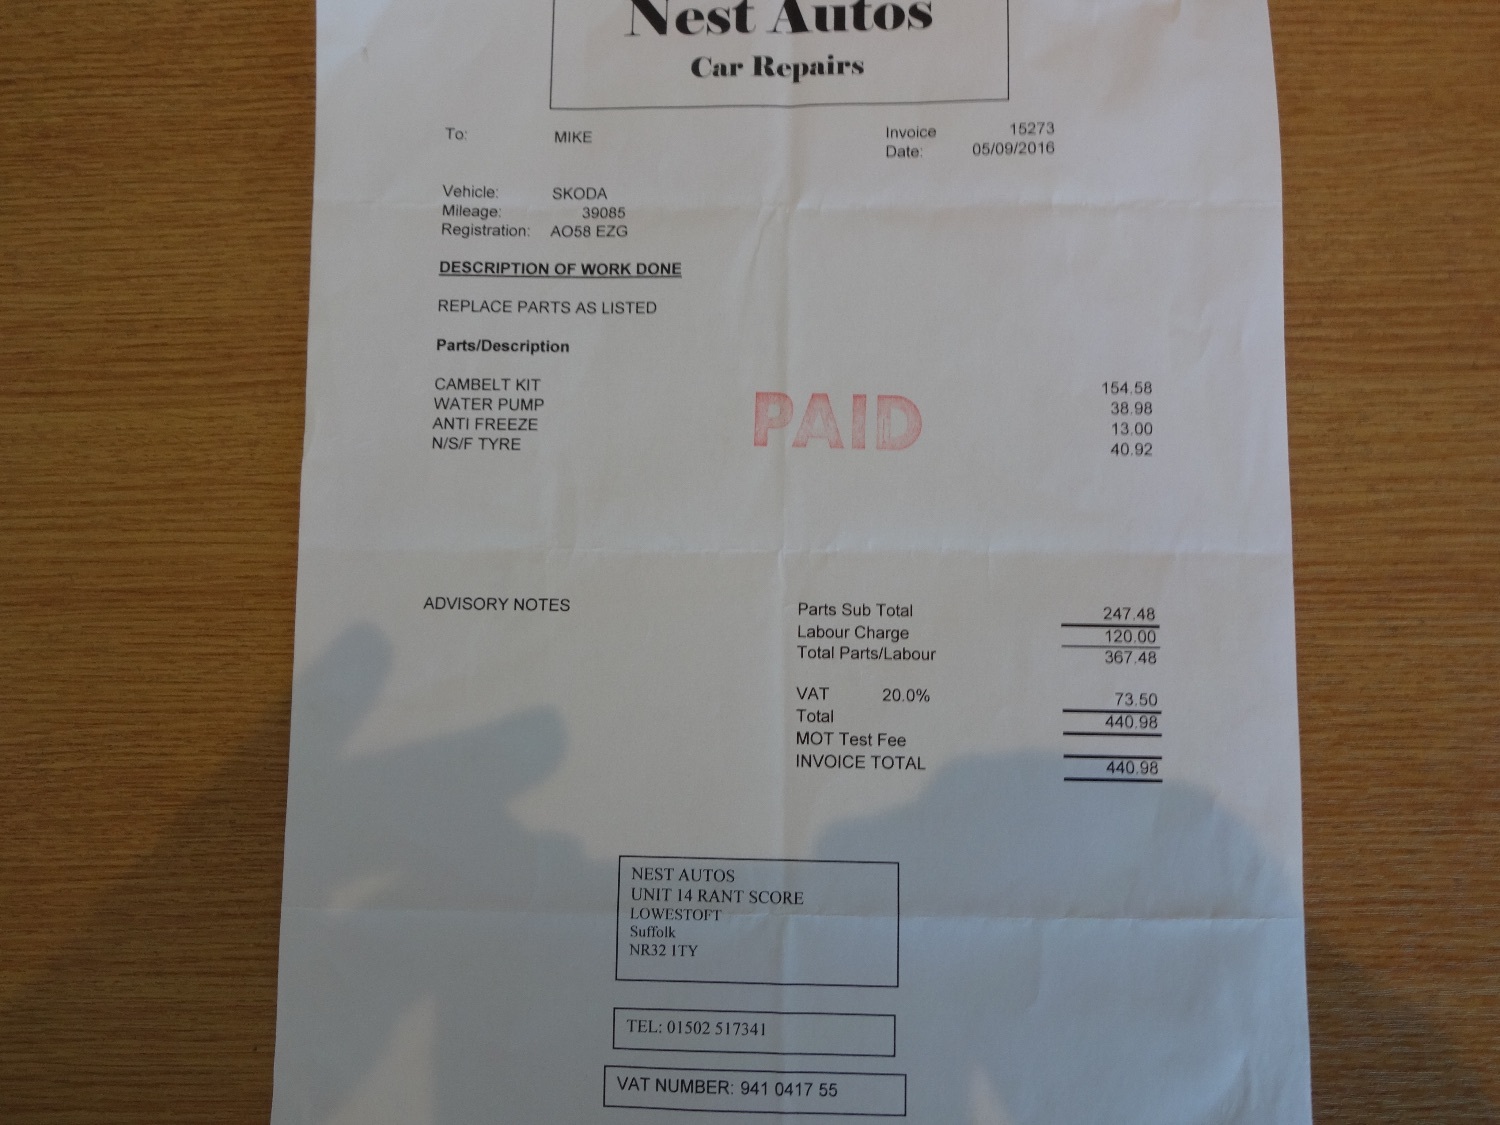 Nest Autos
Car Repairs
To: MIKE
Invoice 15273
Date: 05/09/2016
Vehicle: SKODA
Mileage: 39085
Registration: AO58 EZG
DESCRIPTION OF WORK DONE
REPLACE PARTS AS LISTED
Parts/Description
CAMBELT KIT 154.58
WATER PUMP 38.98
ANTI FREEZE 13.00
N/S/F TYRE 40.92
PAID
ADVISORY NOTES
Parts Sub Total 247.48
Labour Charge 120.00
Total Parts/Labour 367.48
VAT 20.0% 73.50
Total 440.98
MOT Test Fee
INVOICE TOTAL 440.98
NEST AUTOS
UNIT 14 RANT SCORE
LOWESTOFT
Suffolk
NR32 1TY
TEL: 01502 517341
VAT NUMBER: 941 0417 55